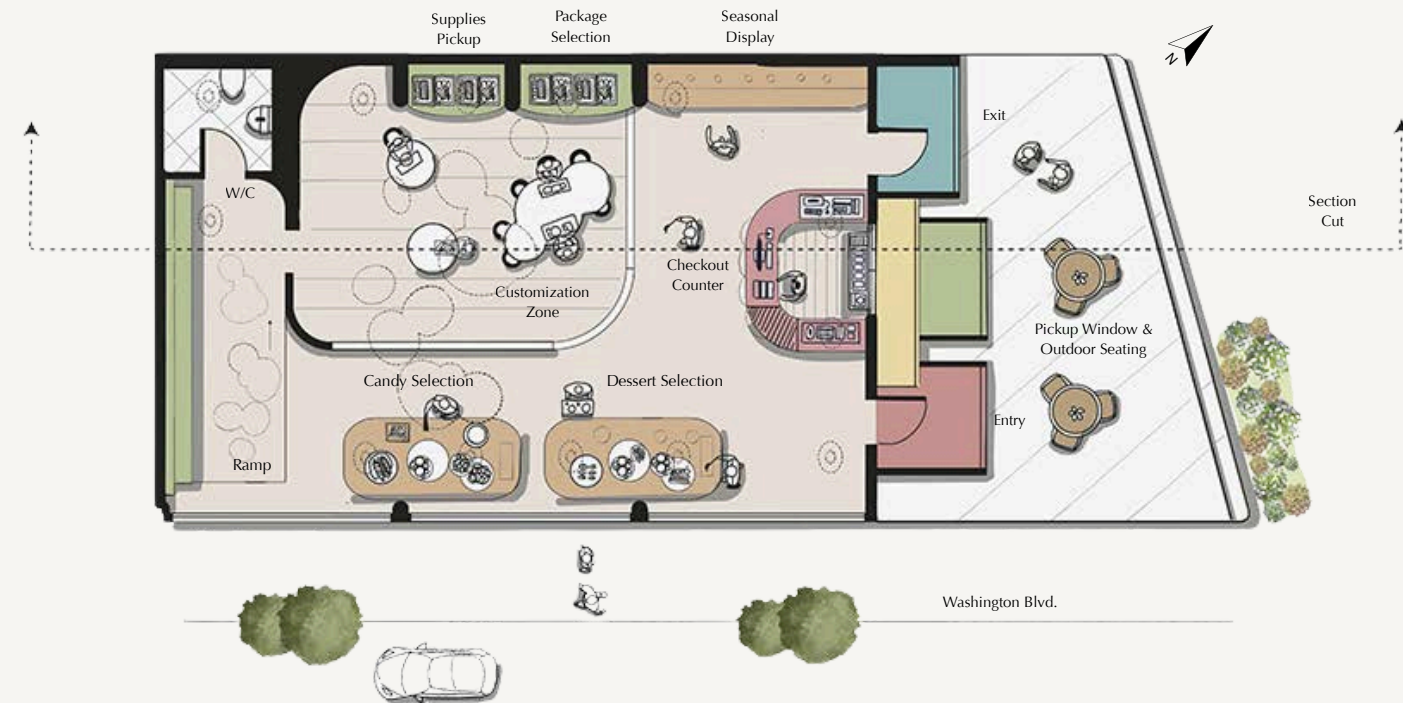 Supplies
Pickup
Package
Selection
Seasonal
Display
N
Exit
W/C
Section
Cut
Checkout
Counter
Customization
Zone
Pickup Window &
Outdoor Seating
Candy Selection
Dessert Selection
Entry
Ramp
Washington Blvd.